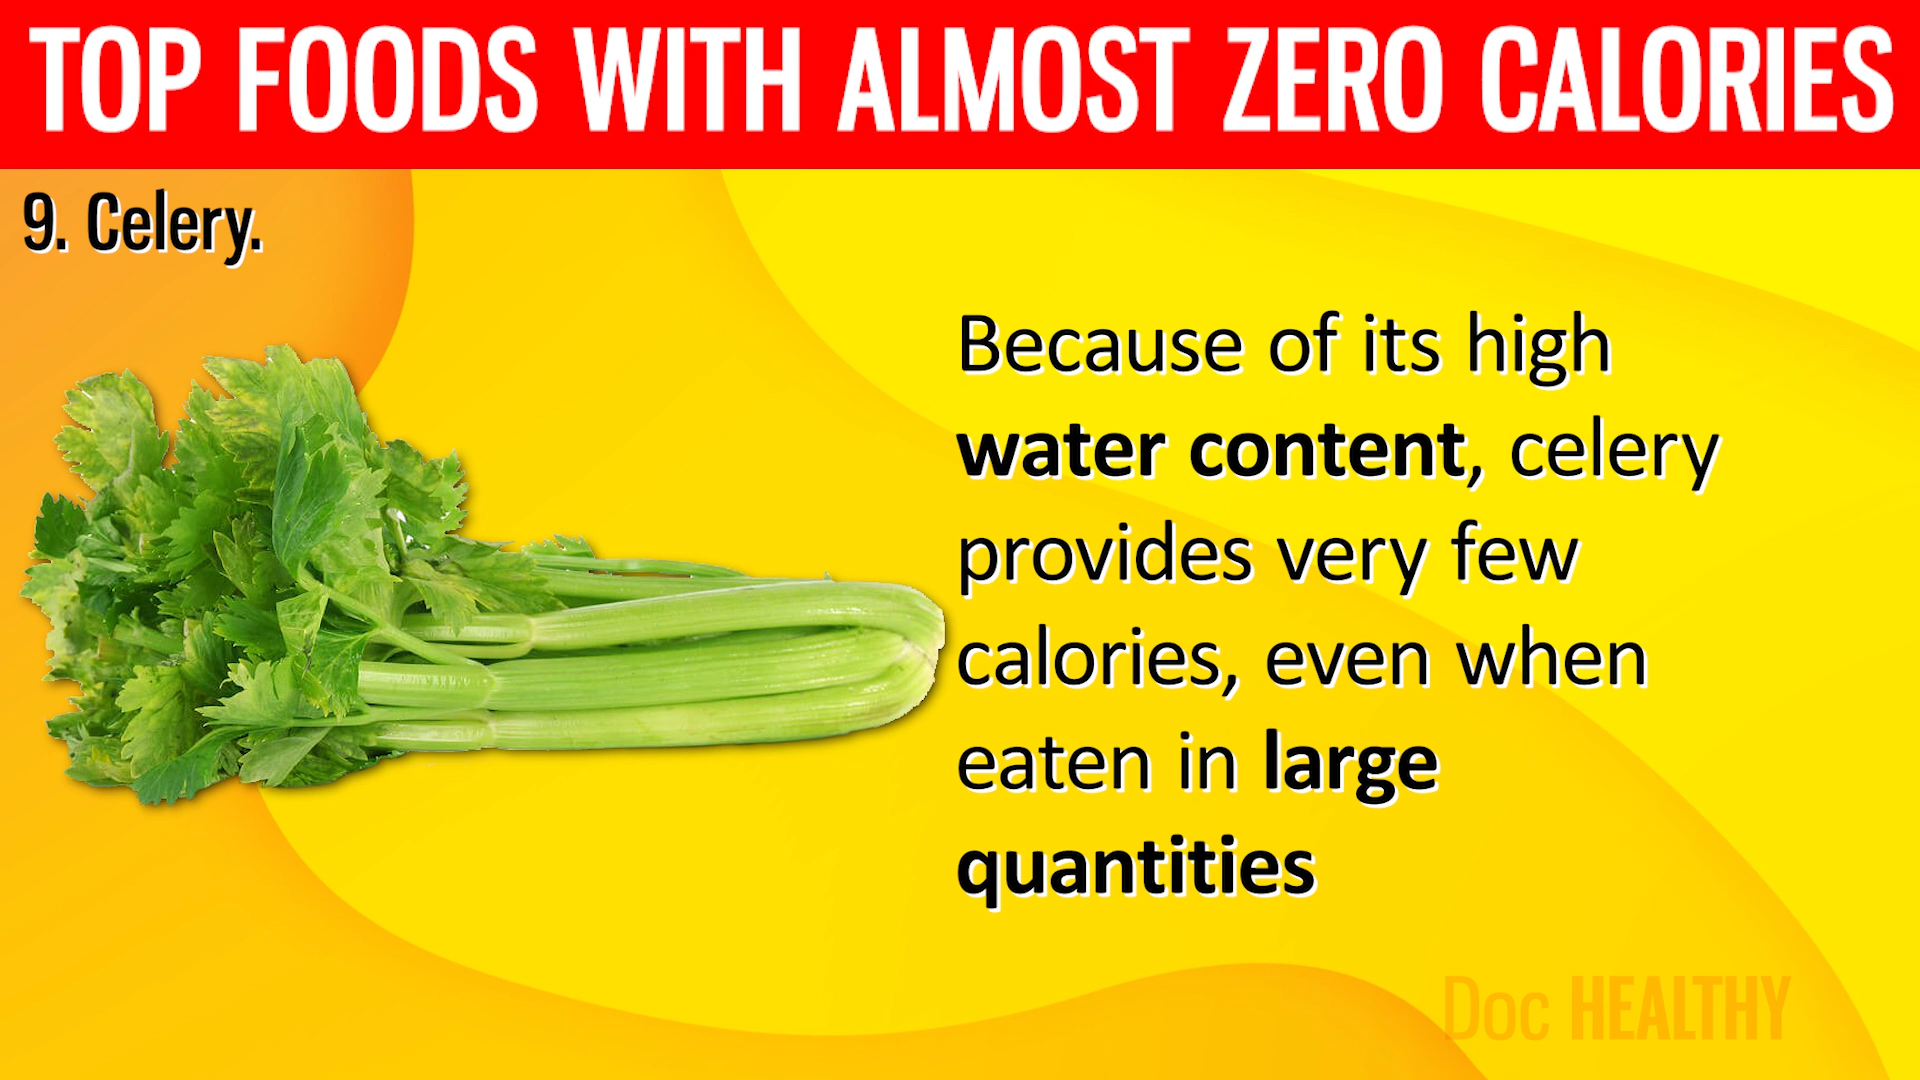 TOP FOODS WITH ALMOST ZERO CALORIES
9. Celery.
Because of its high
water content, celery
provides very few
calories, even when
eaten in large
quantities
Doc HEALTHY